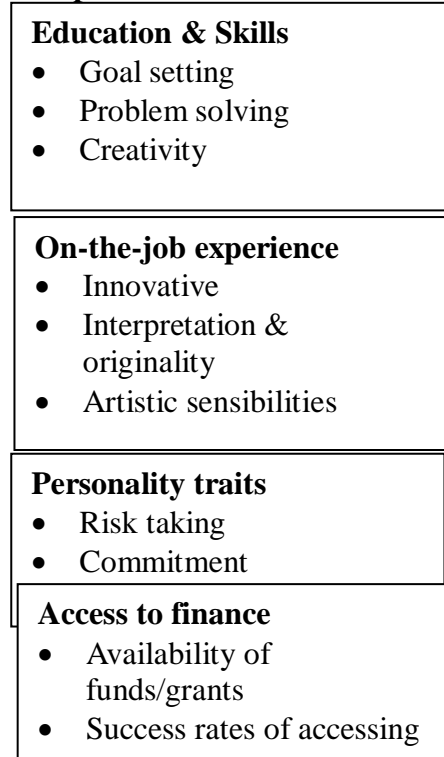 Education & Skills
• Goal setting
• Problem solving
• Creativity
On-the-job experience
• Innovative
• Interpretation &
originality
• Artistic sensibilities
Personality traits
• Risk taking
• Commitment
Access to finance
• Availability of
funds/grants
• Success rates of accessing